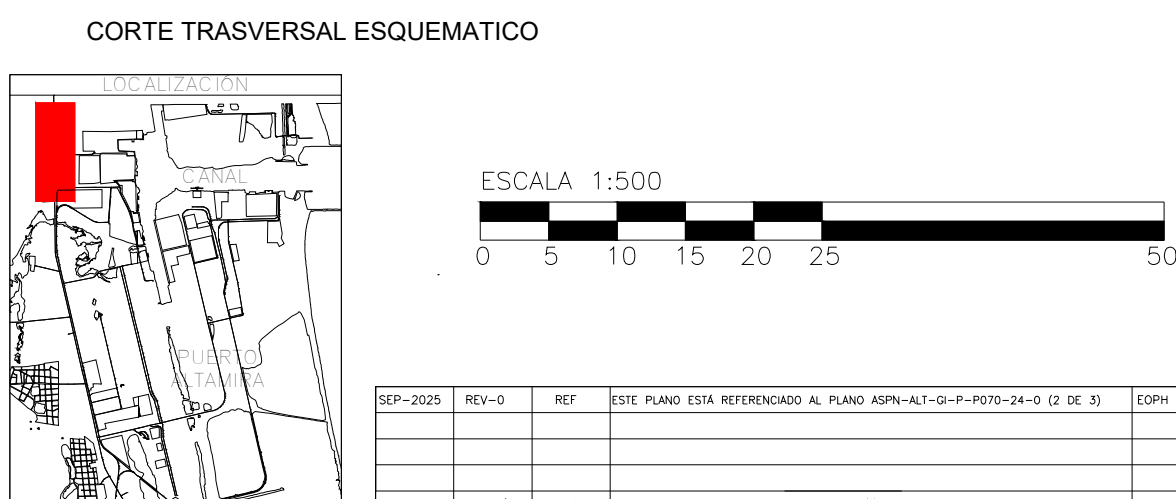 CORTE TRASVERSAL ESQUEMATICO
LOCALIZACIÓN
CANAL
PUERTO
ALTAMIRA
ESCALA 1:500
0 5 10 15 20 25 50
SEP-2025 REV-0 REF ESTE PLANO ESTÁ REFERENCIADO AL PLANO ASPN-ALT-GI-P-P070-24-0 (2 DE 3) EOPH